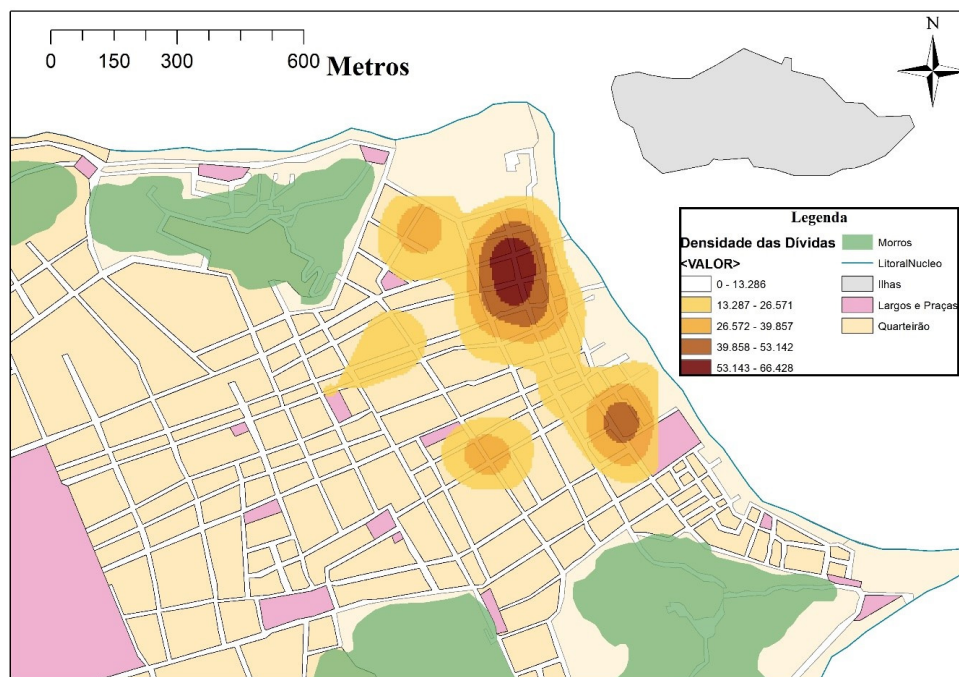 0 150 300 600 Metros
N
Legenda
Densidade das Dívidas
<VALOR>
0 - 13.286
13.287 - 26.571
26.572 - 39.857
39.858 - 53.142
53.143 - 66.428
Morros
LitoralNucleo
Ilhas
Largos e Praças
Quarteirão